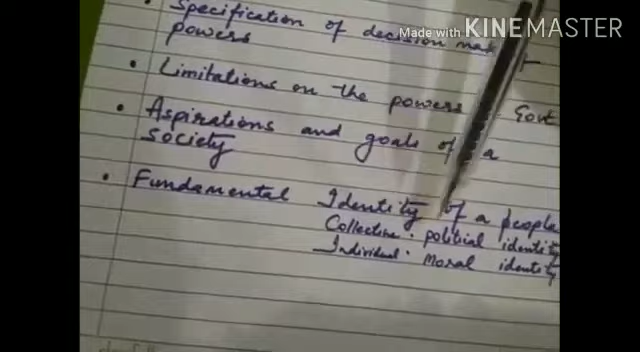 Made with KINEMASTER
• Specification of decision
powers
• Limitations on the powers Govt
• Aspirations and goals of a
society
• Fundamental Identity of a people
Collective · political identity
Individual · Moral identity